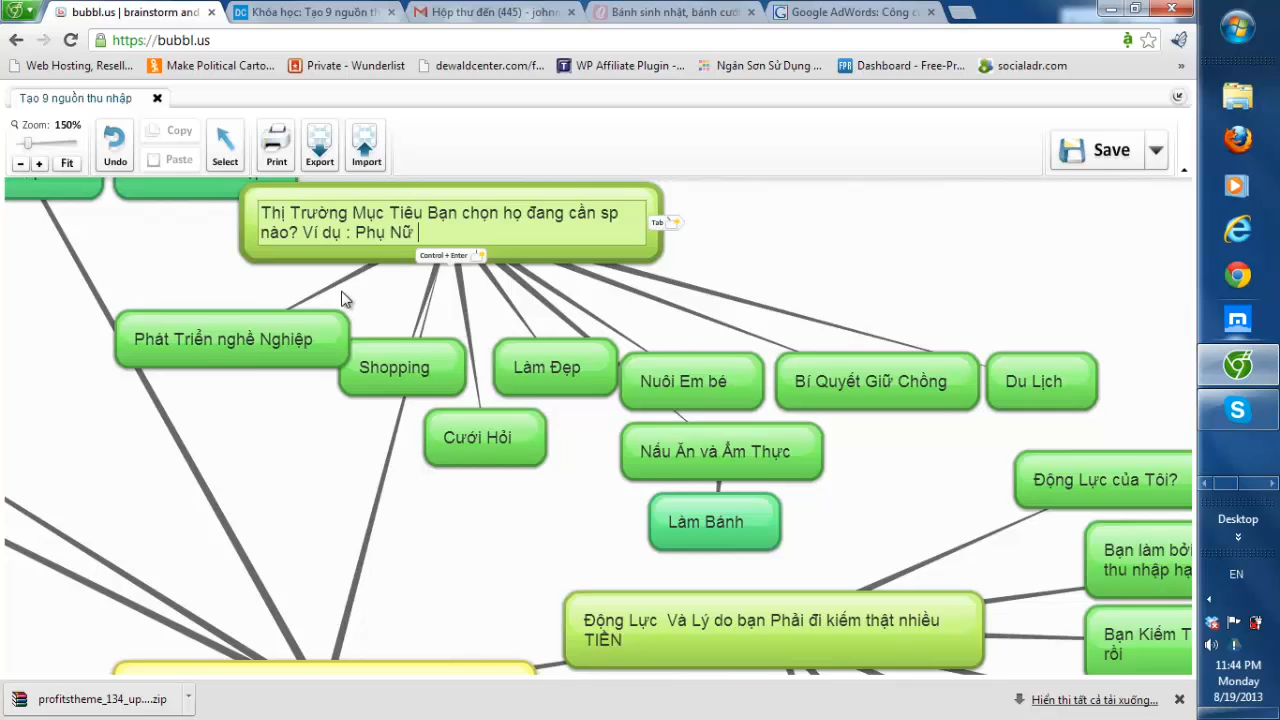 bubbl.us | brainstorm and
Khóa học: Tạo 9 nguồn th
Hộp thư đến (445) - johnn
Bánh sinh nhật, bán cưới
Google AdWords: Công c
https://bubbl.us
Web Hosting, Resell...
Make Political Carto...
Private - Wunderlist
dewaldcentron/f...
WP Affiliate Plugin -...
Ngân Sơn Sử Dụng ...
Dashboard - Free-Pr...
socialadr.com
Tạo 9 nguồn thu nhập
Zoom: 150%
Fit
Undo
Copy
Paste
Select
Print
Export
Import
Save
Thị Trường Mục Tiêu Bạn chọn họ đang cần sp
nào? Ví dụ : Phụ Nữ
Tab
Control + Enter
Phát Triển nghề Nghiệp
Shopping
Làm Đẹp
Nuôi Em bé
Bí Quyết Giữ Chồng
Du Lịch
Cưới Hỏi
Nấu Ăn và Ẩm Thực
Làm Bánh
Động Lực của Tôi?
Bạn làm bở
thu nhập hạ
Động Lực Và Lý do bạn Phải đi kiếm thật nhiều
TIỀN
Bạn Kiếm T
rồi
profitstheme_134_up....zip
Hiển thị tất cả tải xuống...
Desktop
EN
11:44 PM
Monday
8/19/2013